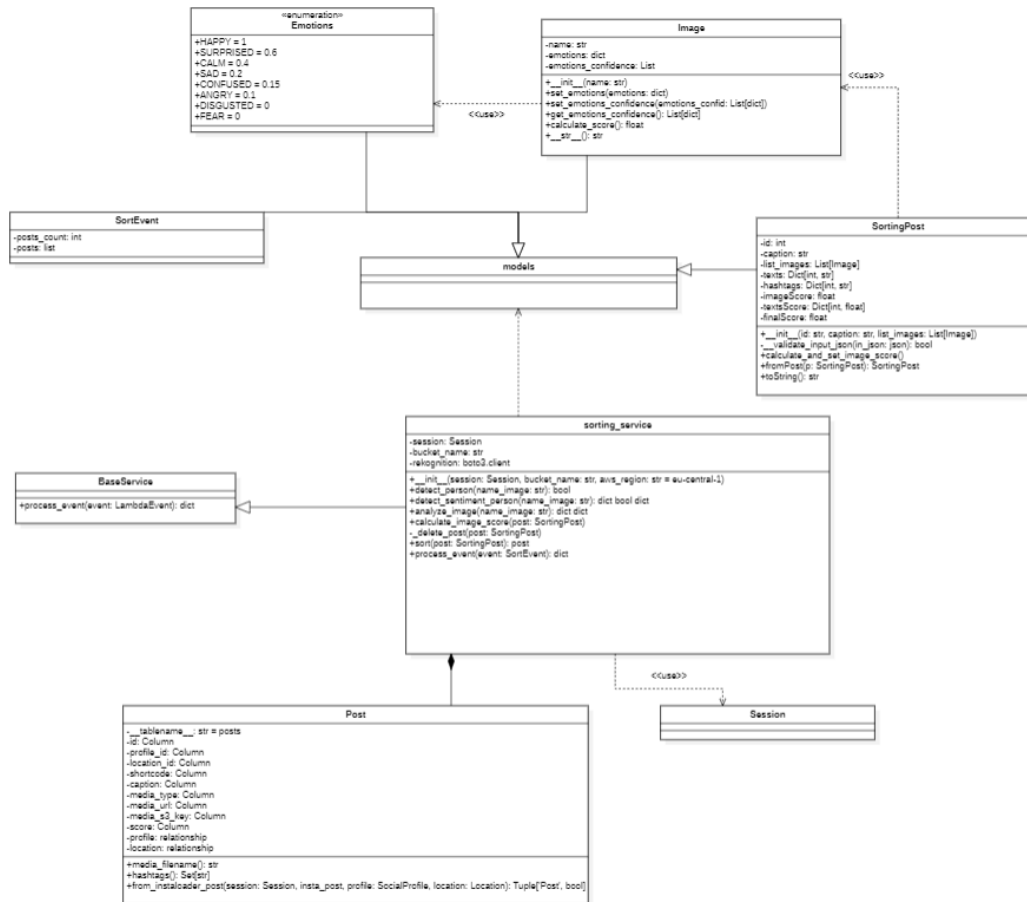 «enumeration»
Emotions
+HAPPY = 1
+SURPRISED = 0.6
+CALM = 0.4
+SAD = 0.2
+CONFUSED = 0.15
+ANGRY = 0.1
+DISGUSTED = 0
+FEAR = 0
Image
-name: str
-emotions: dict
-emotions_confidence: List
+__init__(name: str)
+set_emotions(emotions: dict)
+set_emotions_confidence(emotions_confid: List[dict])
+get_emotions_confidence(): List[dict]
+calculate_score(): float
+__str__(): str
<<use>>
<<use>>
SortEvent
-posts_count: int
-posts: list
models
SortingPost
-id: int
-caption: str
-list_images: List[Image]
-texts: Dict[int, str]
-hashtags: Dict[int, str]
-imageScore: float
-textsScore: Dict[int, float]
-finalScore: float
+__init__(id: str, caption: str, list_images: List[Image])
-__validate_input_json(in_json: json): bool
+calculate_and_set_image_score()
+fromPost(p: SortingPost): SortingPost
+toString(): str
sorting_service
-session: Session
-bucket_name: str
-rekognition: boto3.client
+__init__(session: Session, bucket_name: str, aws_region: str = eu-central-1)
+detect_person(name_image: str): bool
+detect_sentiment_person(name_image: str): dict bool dict
+analyze_image(name_image: str): dict dict
+calculate_image_score(post: SortingPost)
-_delete_post(post: SortingPost)
+sort(post: SortingPost): post
+process_event(event: SortEvent): dict
BaseService
+process_event(event: LambdaEvent): dict
<<use>>
Post
-__tablename__: str = posts
-id: Column
-profile_id: Column
-location_id: Column
-shortcode: Column
-caption: Column
-media_type: Column
-media_url: Column
-media_s3_key: Column
-score: Column
-profile: relationship
-location: relationship
+media_filename(): str
+hashtags(): Set[str]
+from_instaloader_post(session: Session, insta_post, profile: SocialProfile, location: Location): Tuple['Post', bool]
Session